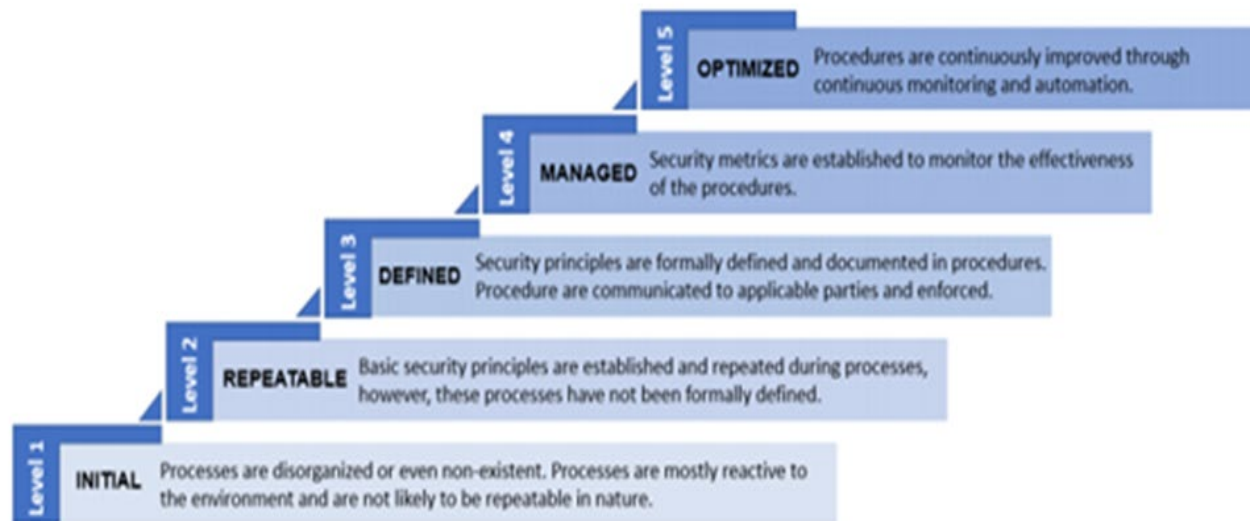 Level 5
OPTIMIZED
Procedures are continuously improved through
continuous monitoring and automation.
Level 4
MANAGED
Security metrics are established to monitor the effectiveness
of the procedures.
Level 3
DEFINED
Security principles are formally defined and documented in procedures.
Procedure are communicated to applicable parties and enforced.
Level 2
REPEATABLE
Basic security principles are established and repeated during processes,
however, these processes have not been formally defined.
Level 1
INITIAL
Processes are disorganized or even non-existent. Processes are mostly reactive to
the environment and are not likely to be repeatable in nature.